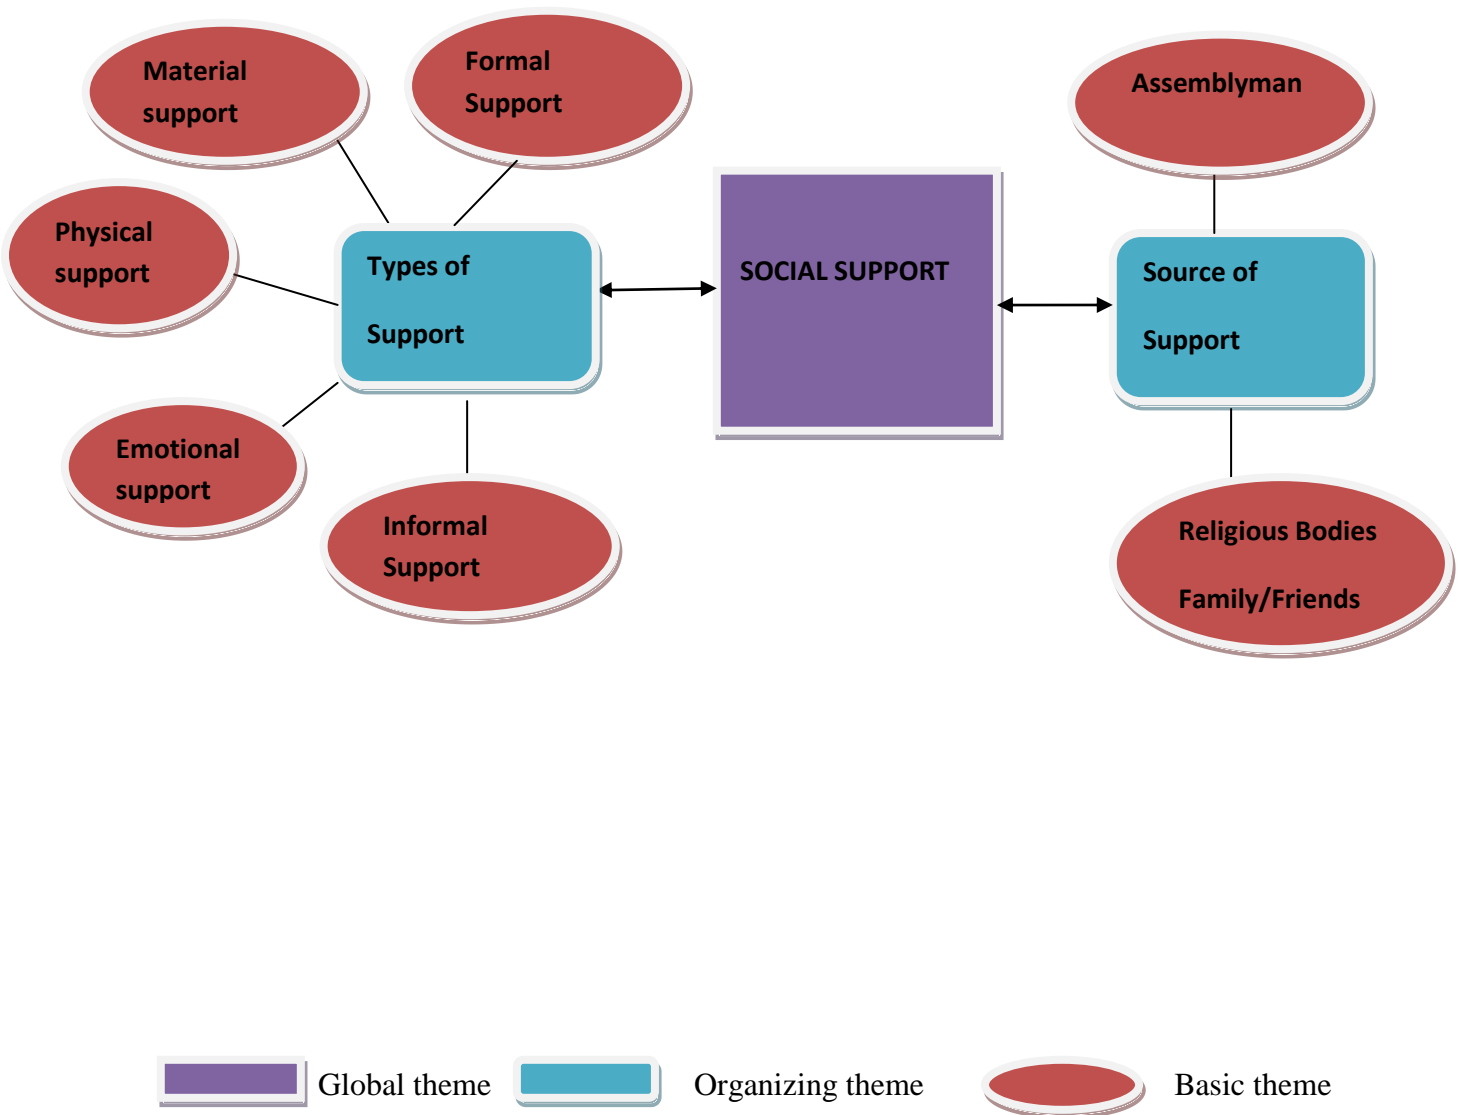 Material
support
Formal
Support
Assemblyman
Physical
support
Types of
Support
SOCIAL SUPPORT
Source of
Support
Emotional
support
Informal
Support
Religious Bodies
Family/Friends
Global theme
Organizing theme
Basic theme